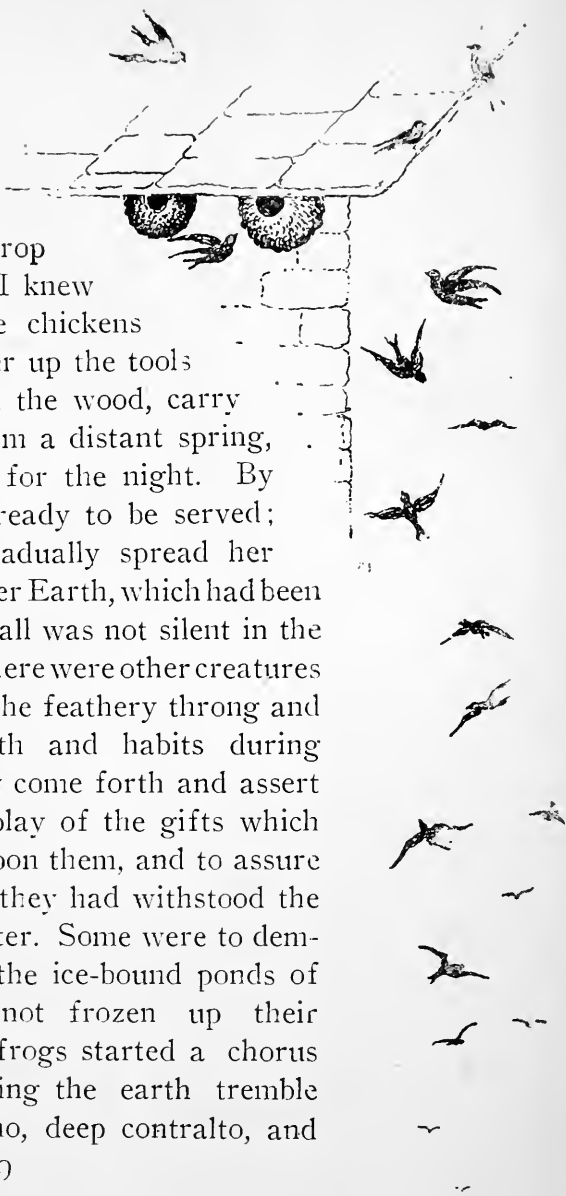 rop
I knew
e chickens
er up the tools
the wood, carry
m a distant spring,
for the night. By
ready to be served;
adually spread her
er Earth, which had been
all was not silent in the
ere were other creatures
he feathery throng and
th and habits during
come forth and assert
play of the gifts which
pon them, and to assure
they had withstood the
ter. Some were to dem-
the ice-bound ponds of
not frozen up their
frogs started a chorus
ing the earth tremble
no, deep contralto, and